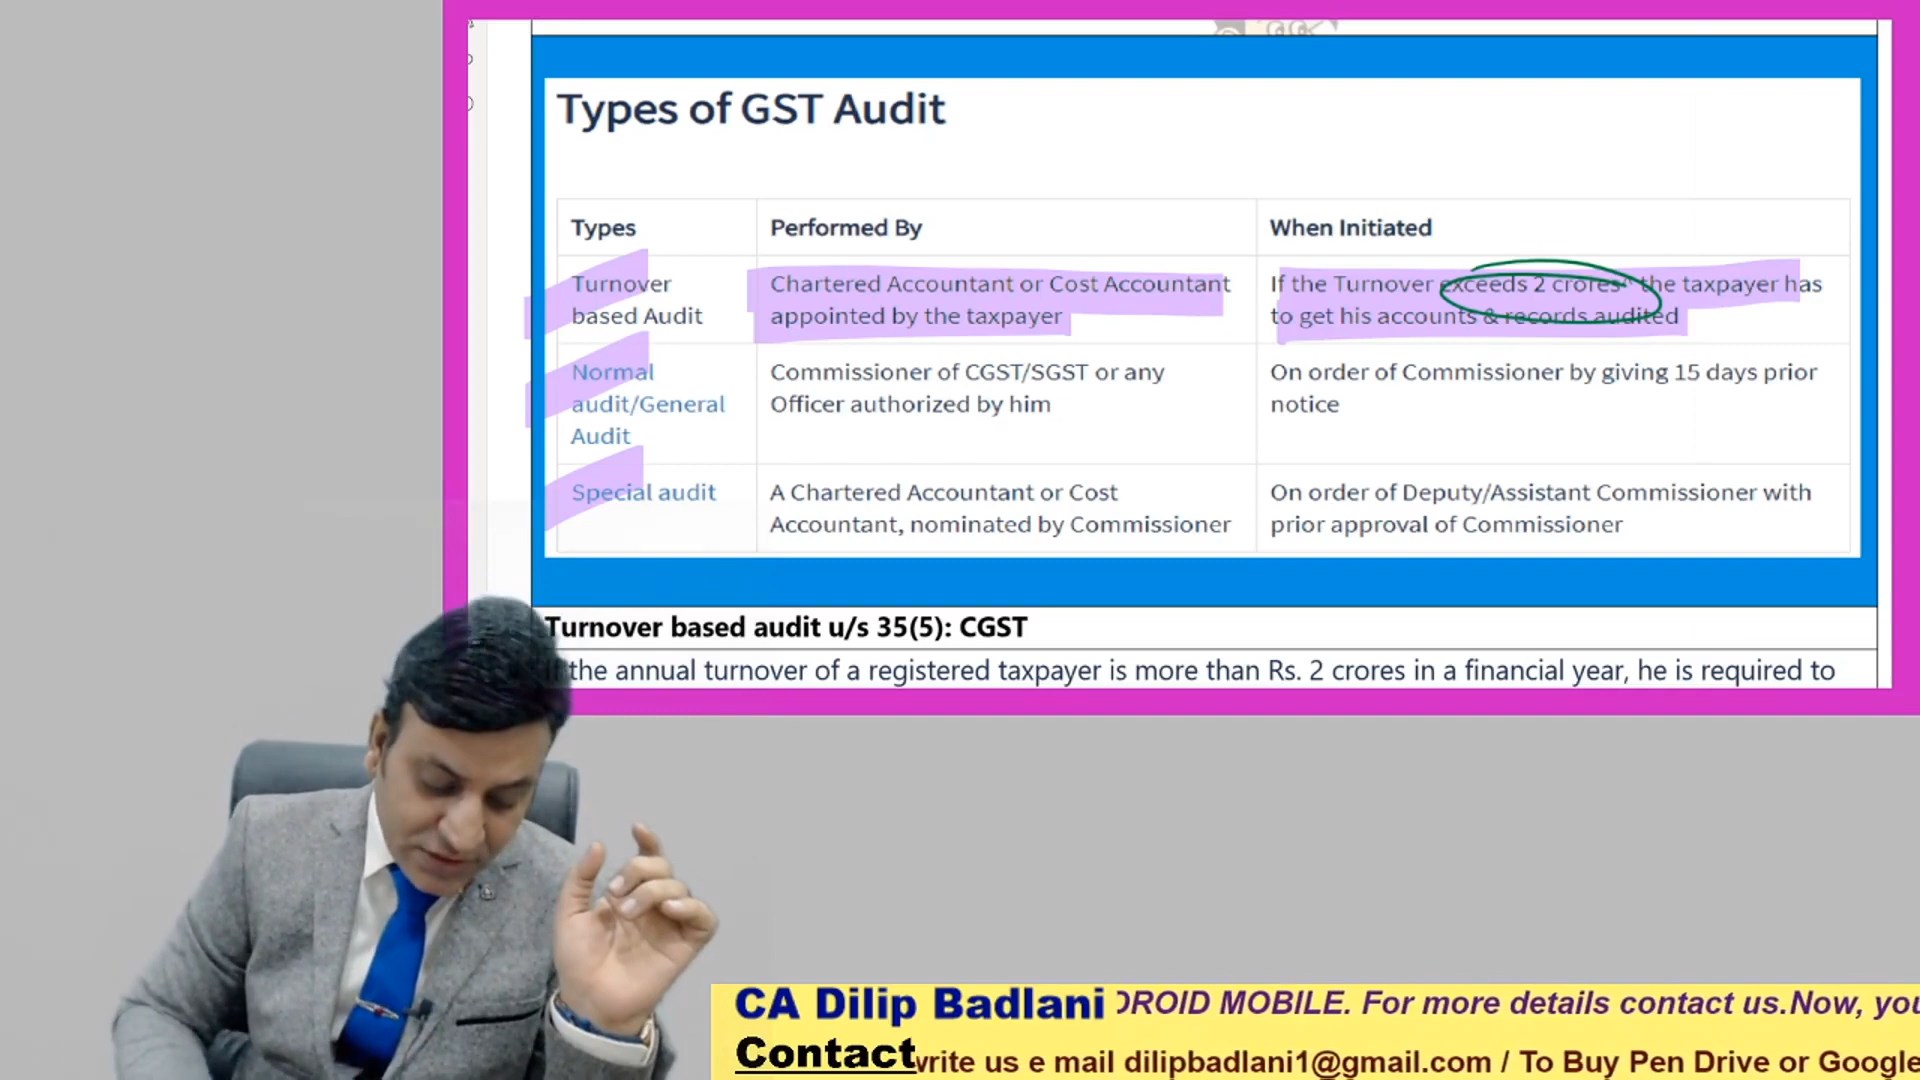 Types of GST Audit
Types Performed By When Initiated
Turnover Chartered Accountant or Cost Accountant If the Turnover exceeds 2 crores the taxpayer has
based Audit appointed by the taxpayer to get his accounts & records audited
Normal Commissioner of CGST/SGST or any On order of Commissioner by giving 15 days prior
audit/General Officer authorized by him notice
Audit
Special audit A Chartered Accountant or Cost On order of Deputy/Assistant Commissioner with
Accountant, nominated by Commissioner prior approval of Commissioner
Turnover based audit u/s 35(5): CGST
If the annual turnover of a registered taxpayer is more than Rs. 2 crores in a financial year, he is required to
CA Dilip Badlani DROID MOBILE. For more details contact us.Now, you
Contact write us e mail dilipbadlani1@gmail.com / To Buy Pen Drive or Google